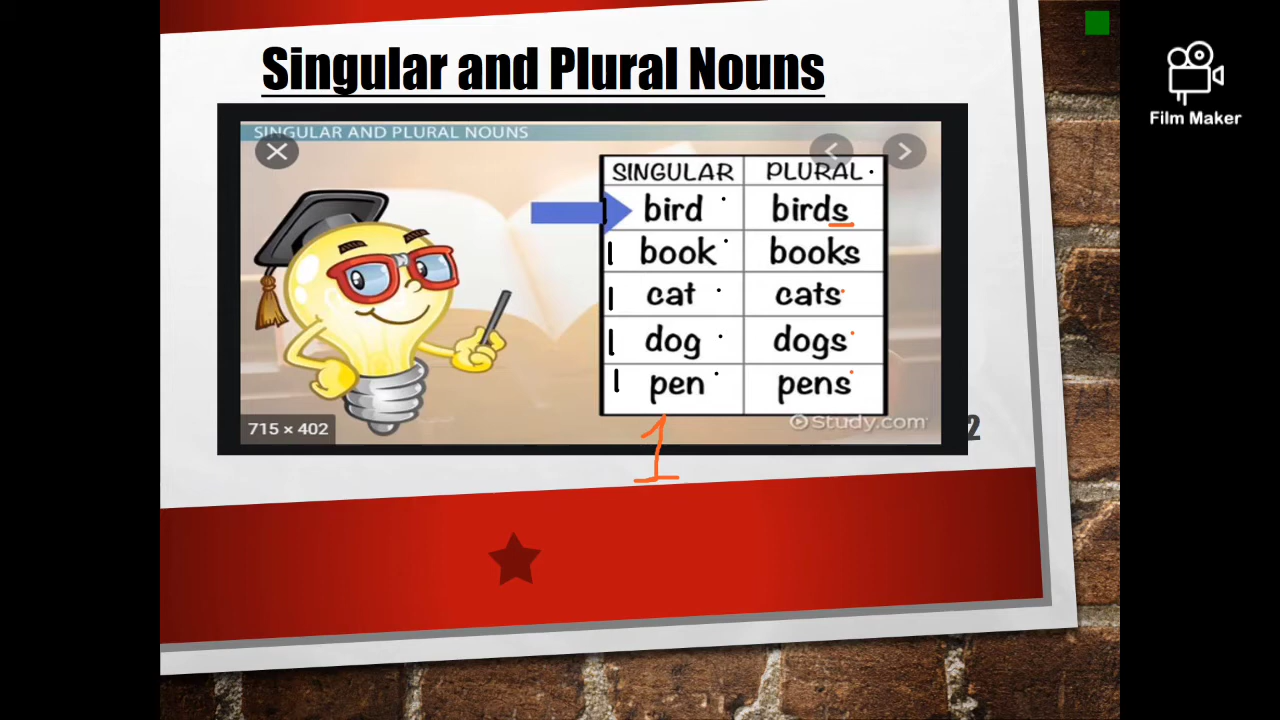 Singular and Plural Nouns
SINGULAR AND PLURAL NOUNS
SINGULAR PLURAL
bird birds
book books
cat cats
dog dogs
pen pens
715 × 402
Study.com
2
1
Film Maker